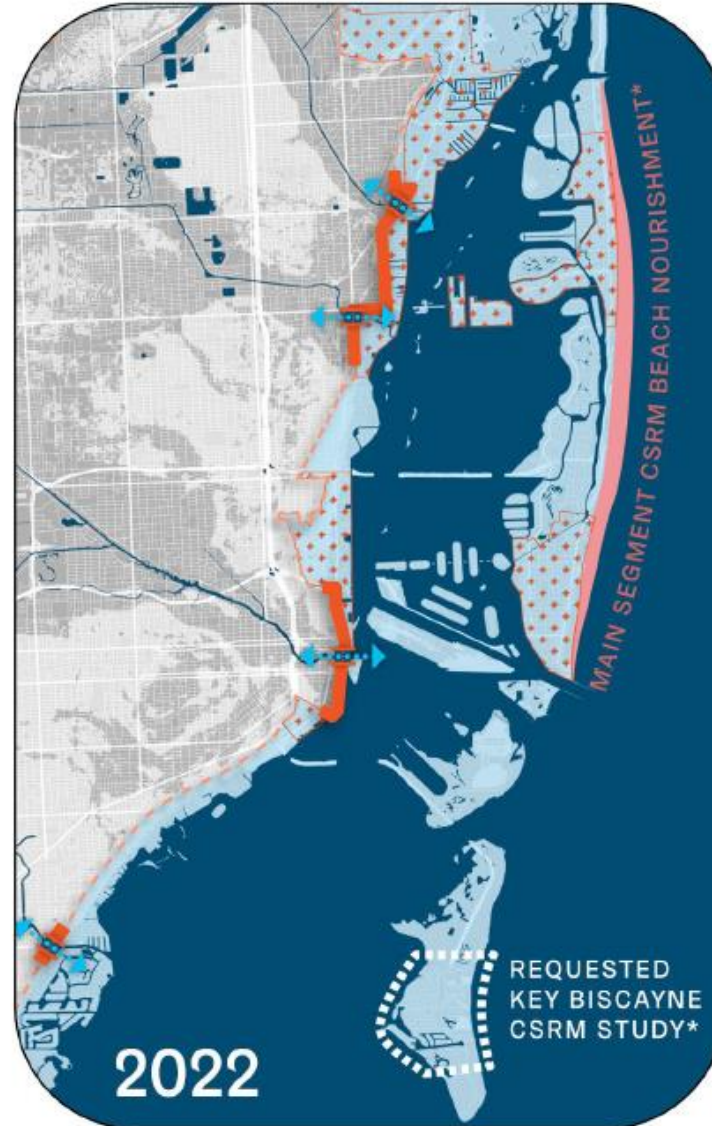 MAIN SEGMENT CSRM BEACH NOURISHMENT*
REQUESTED
KEY BISCAYNE
CSRM STUDY*
2022